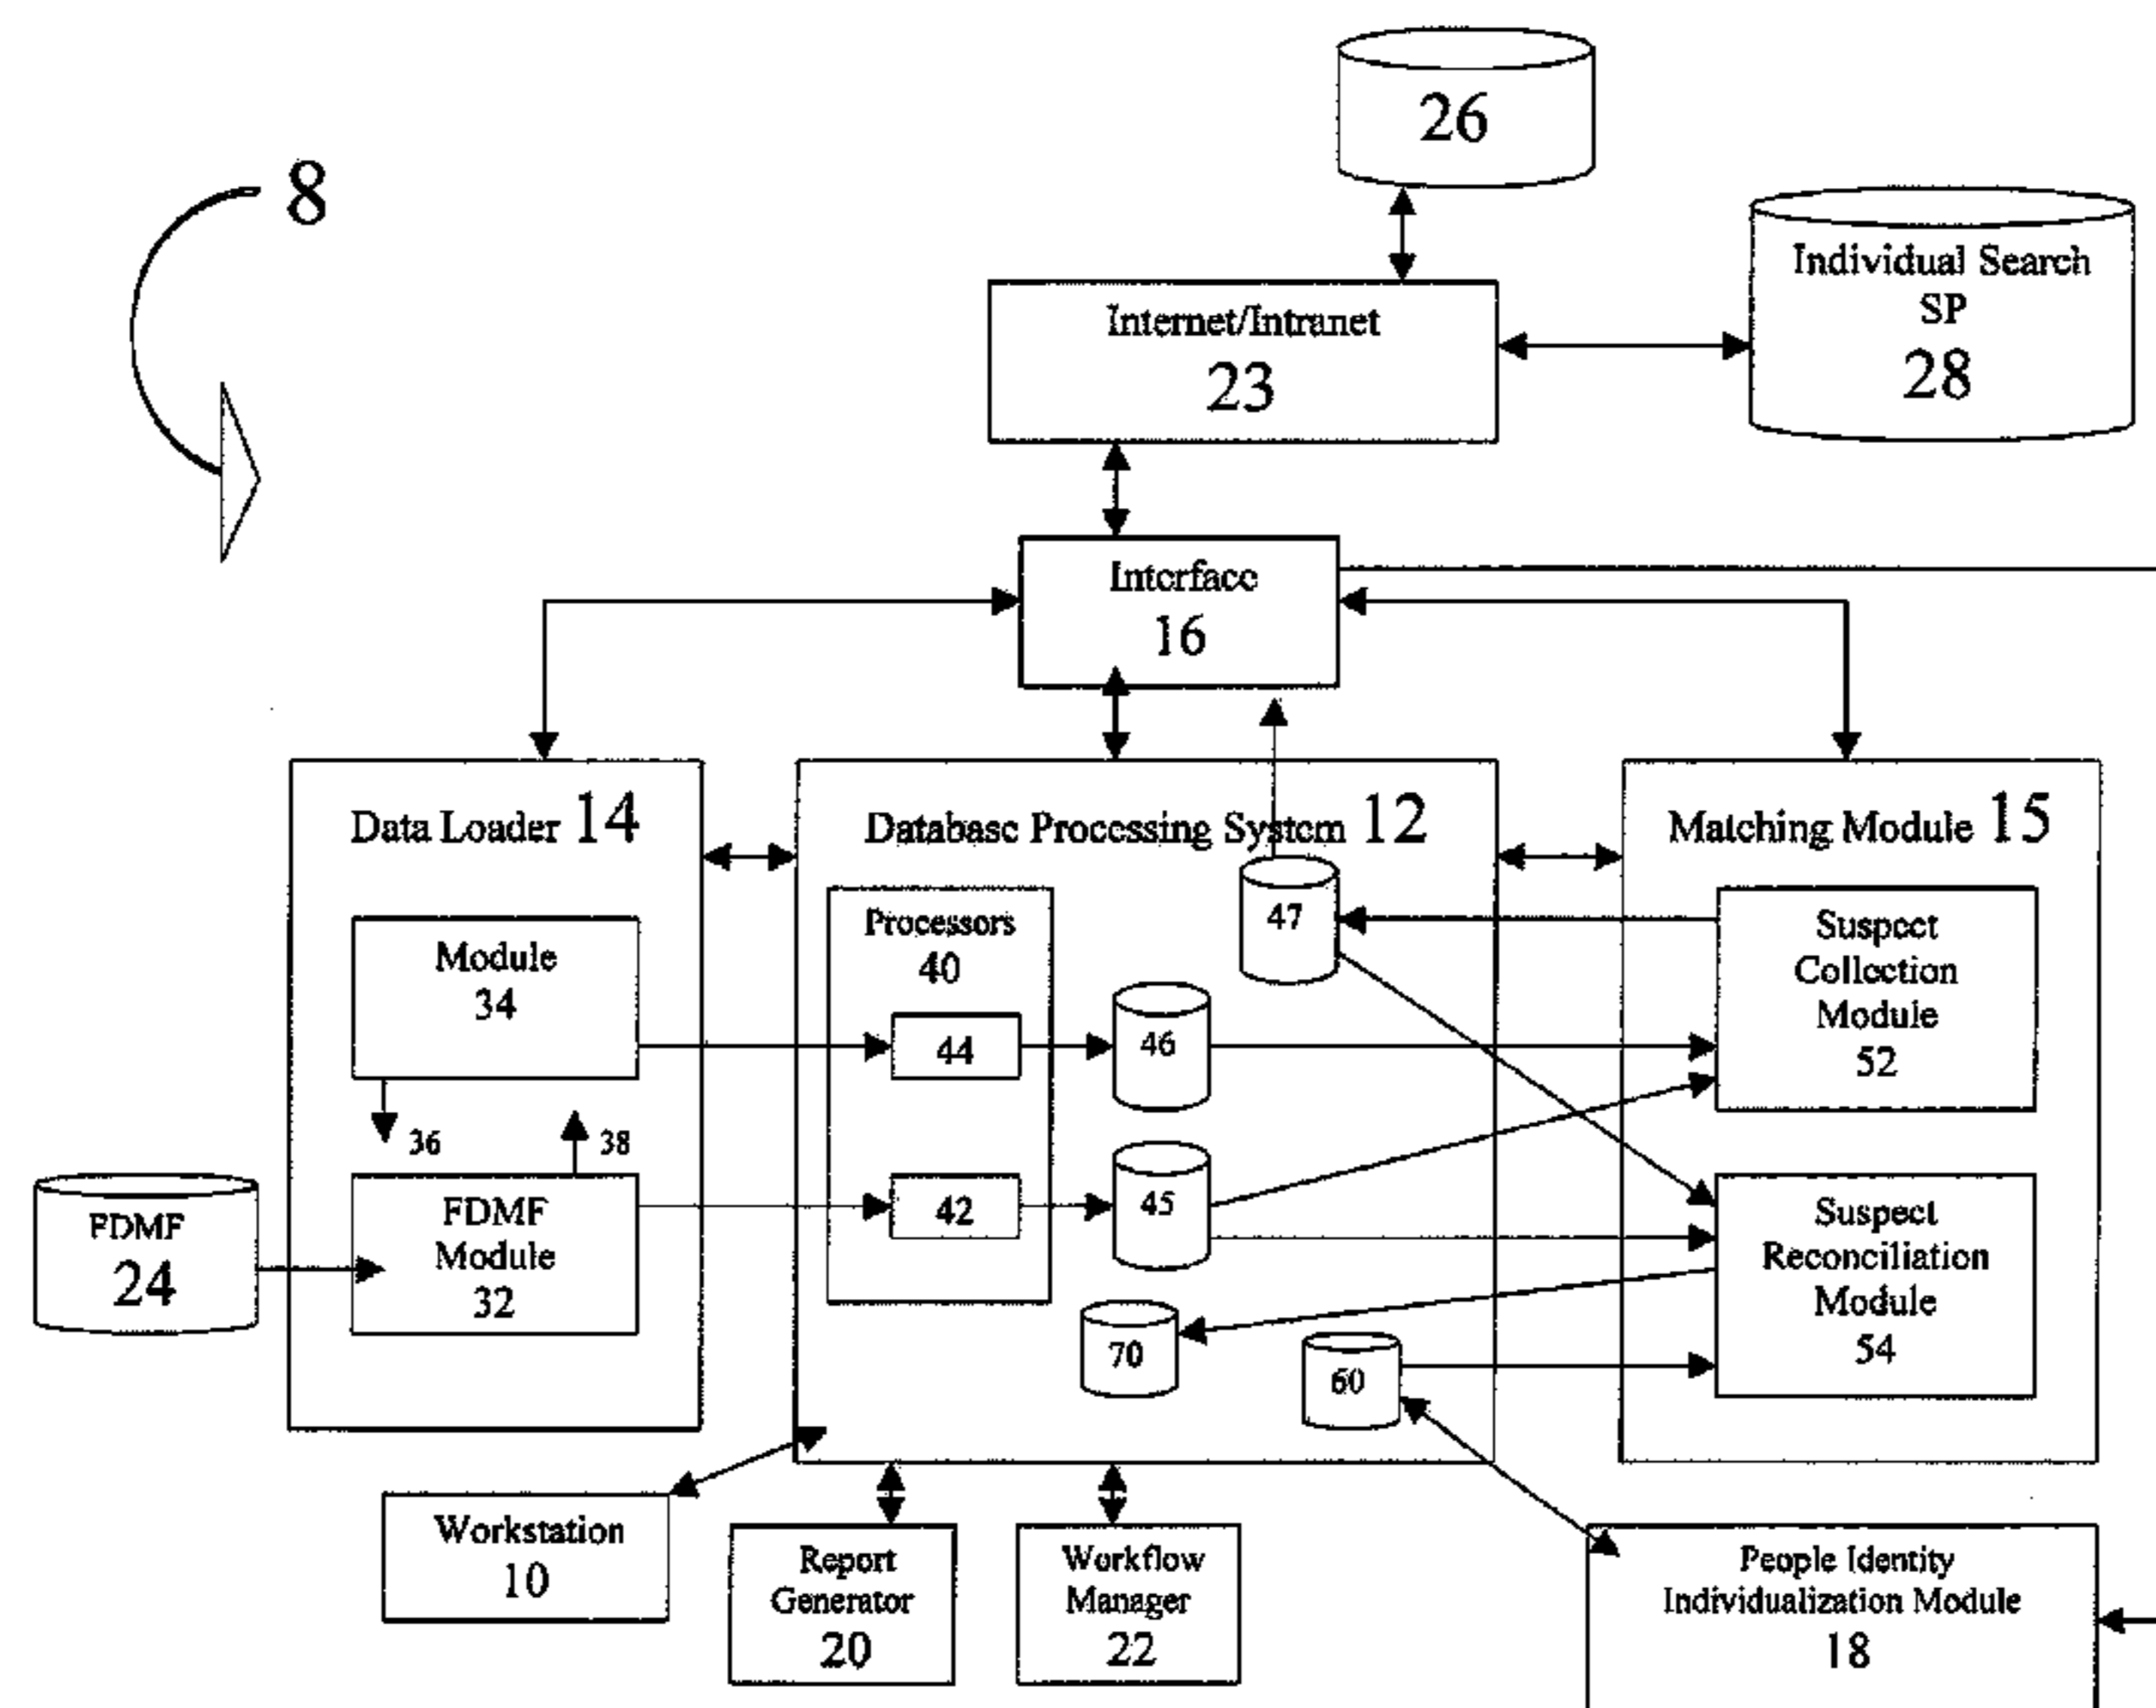 8
26
Individual Search
SP
28
Internet/Intranet
23
Interface
16
Data Loader 14
Database Processing System 12
Matching Module 15
Module
34
36
38
FDMF
24
FDMF
Module
32
Processors
40
44
42
47
46
45
70
60
Suspect
Collection
Module
52
Suspect
Reconciliation
Module
54
Workstation
10
Report
Generator
20
Workflow
Manager
22
People Identity
Individualization Module
18